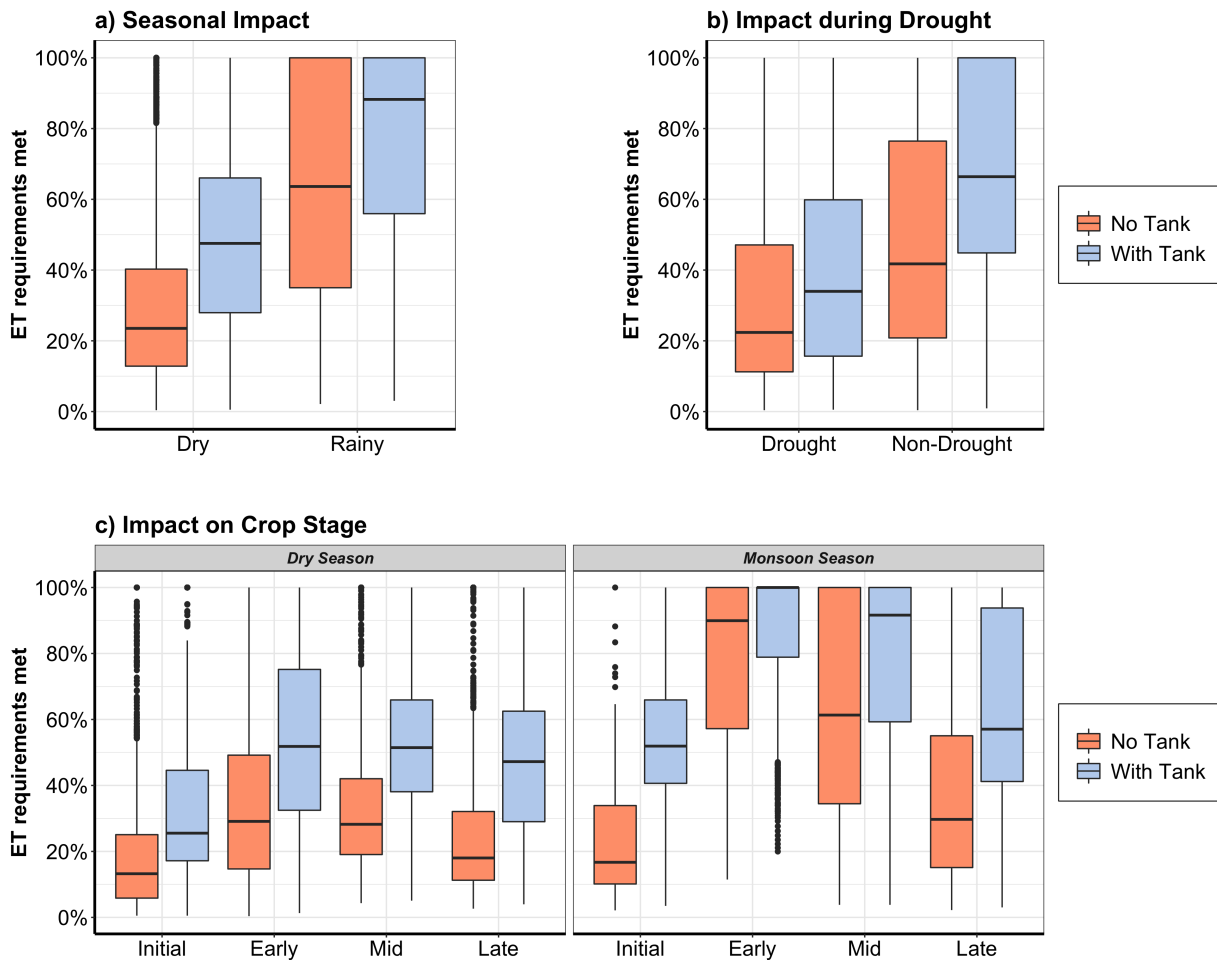 a) Seasonal Impact
ET requirements met
100%
80%
60%
40%
20%
0%
Dry
Rainy
b) Impact during Drought
ET requirements met
100%
80%
60%
40%
20%
0%
Drought
Non-Drought
No Tank
With Tank
c) Impact on Crop Stage
Dry Season
Monsoon Season
ET requirements met
100%
80%
60%
40%
20%
0%
Initial
Early
Mid
Late
Initial
Early
Mid
Late
No Tank
With Tank